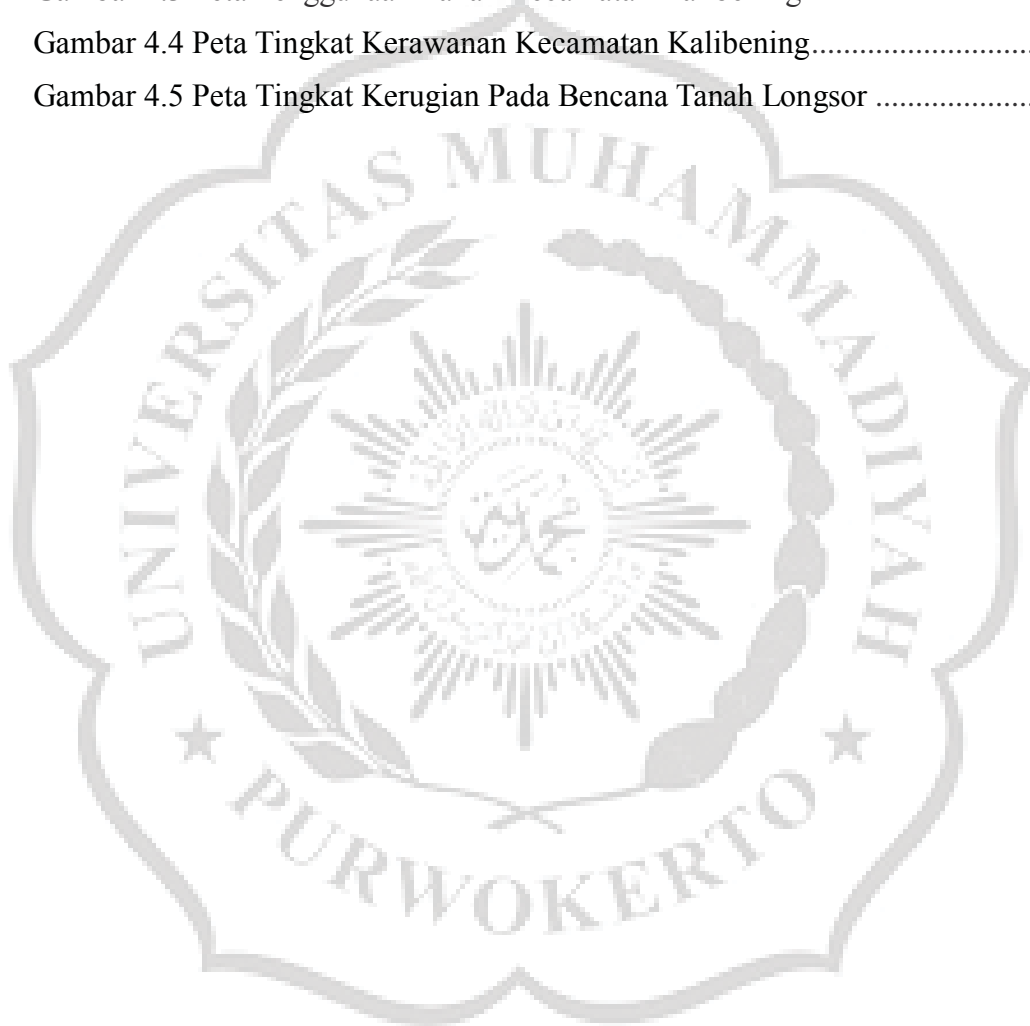 Gambar 4.4 Peta Tingkat Kerawanan Kecamatan Kalibening............................
Gambar 4.5 Peta Tingkat Kerugian Pada Bencana Tanah Longsor ....................
UNIVERSITAS MUHAMMADIYAH
PURWOKERTO